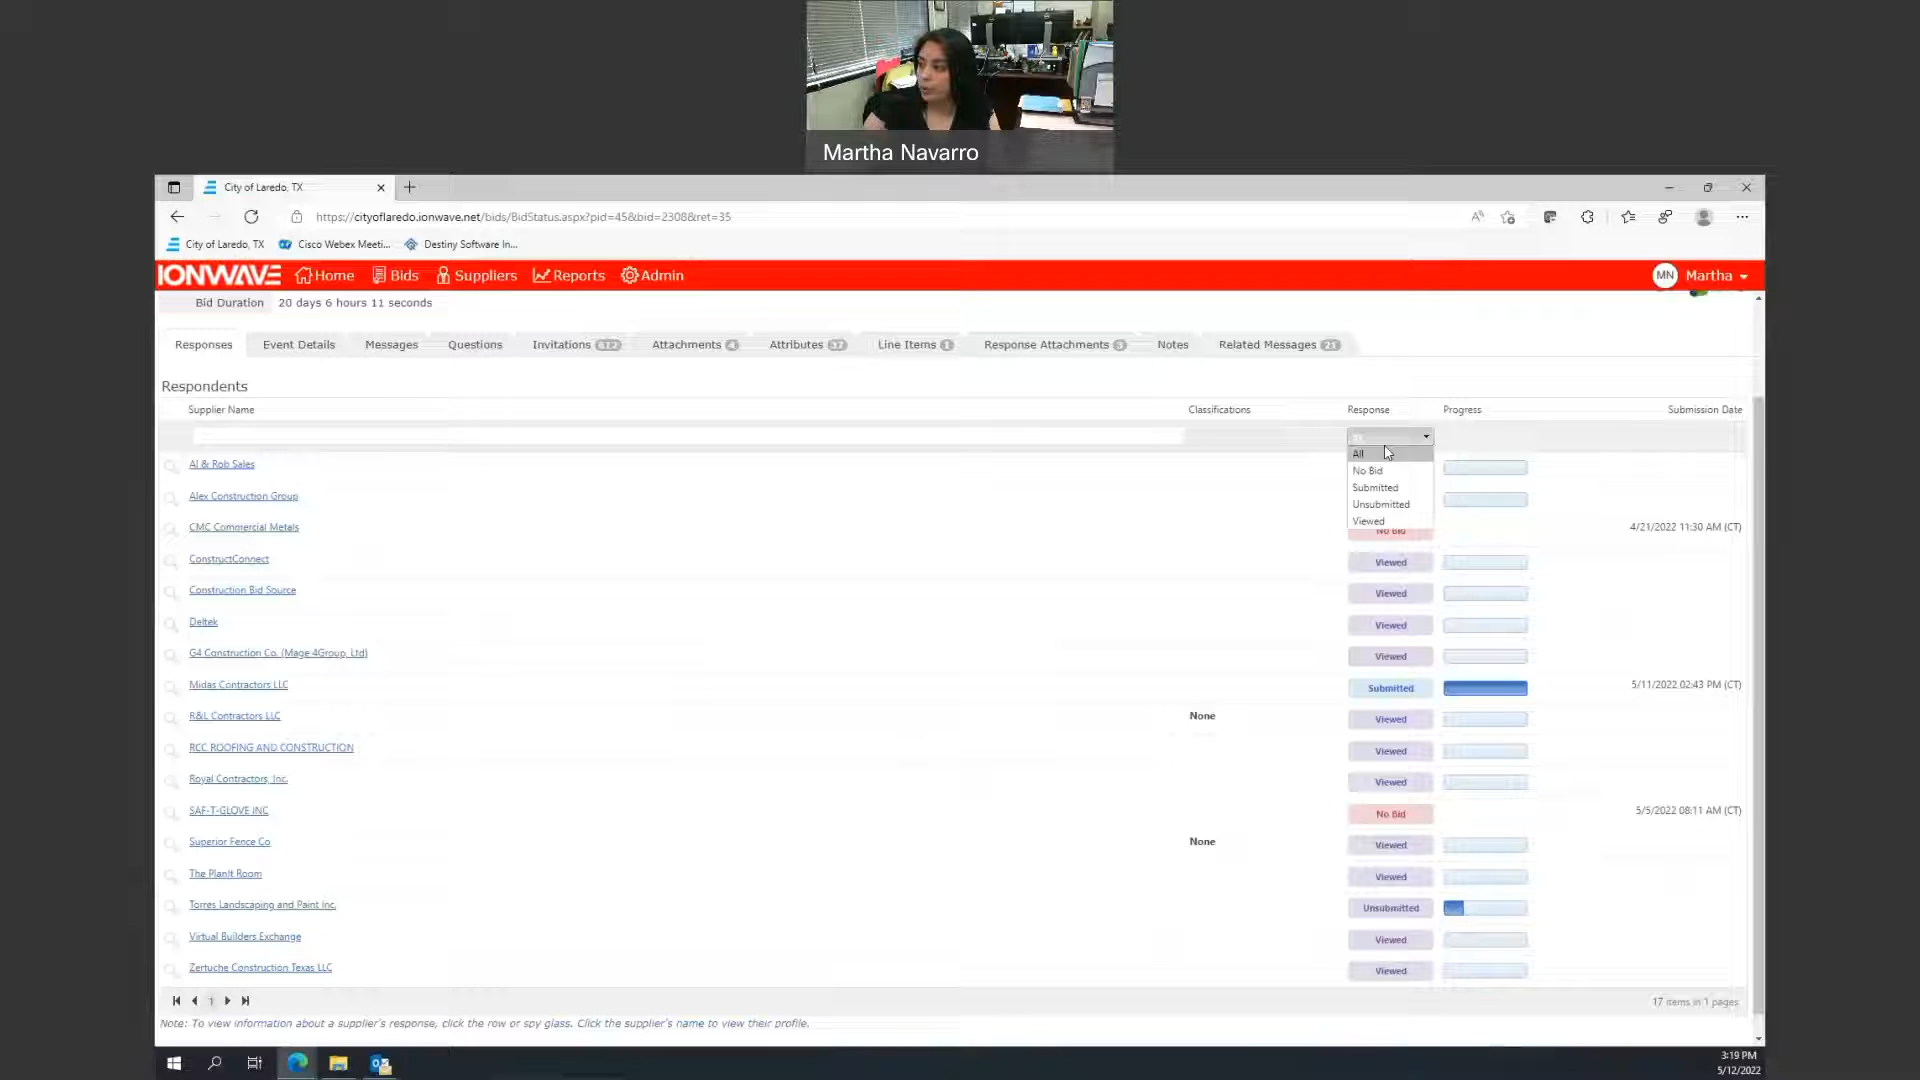 Martha Navarro
City of Laredo, TX
https://cityoflaredo.ionwave.net/bids/BidStatus.aspx?pid=45&bid=2308&ret=35
City of Laredo, TX Cisco Webex Meeti... Destiny Software In...
IONWAVE Home Bids Suppliers Reports Admin MN Martha
Bid Duration 20 days 6 hours 11 seconds
Responses Event Details Messages Questions Invitations Attachments 4 Attributes 37 Line Items 1 Response Attachments Notes Related Messages 21
Respondents
Supplier Name Classifications Response Progress Submission Date
All
No Bid
Submitted
Unsubmitted
Viewed
Al & Rob Sales
Alex Construction Group
CMC Commercial Metals No Bid 4/21/2022 11:30 AM (CT)
ConstructConnect Viewed
Construction Bid Source Viewed
Deltek Viewed
G4 Construction Co. (Mage 4Group, Ltd) Viewed
Midas Contractors LLC Submitted 5/11/2022 02:43 PM (CT)
R&L Contractors LLC None Viewed
RCC ROOFING AND CONSTRUCTION Viewed
Royal Contractors, Inc. Viewed
SAF-T-GLOVE INC No Bid 5/5/2022 08:11 AM (CT)
Superior Fence Co None Viewed
The PlanIt Room Viewed
Torres Landscaping and Paint Inc. Unsubmitted
Virtual Builders Exchange Viewed
Zertuche Construction Texas LLC Viewed
1 17 items in 1 pages
Note: To view information about a supplier's response, click the row or spy glass. Click the supplier's name to view their profile.
3:19 PM
5/12/2022